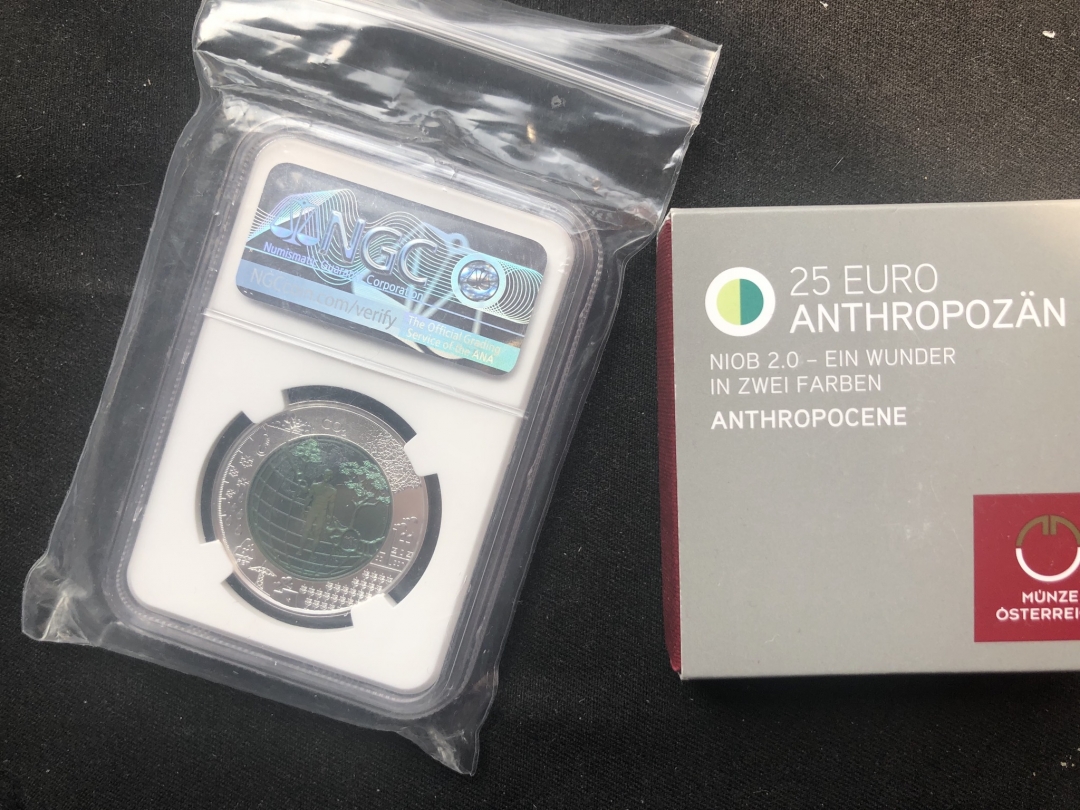 NGC
Numismatic Guaranty Corporation
NGCcoin.com/verify
The Official Grading
Service of the ANA
CO₂
25 EURO
ANTHROPOZÄN
NIOB 2.0 – EIN WUNDER
IN ZWEI FARBEN
ANTHROPOCENE
MÜNZE
ÖSTERREI